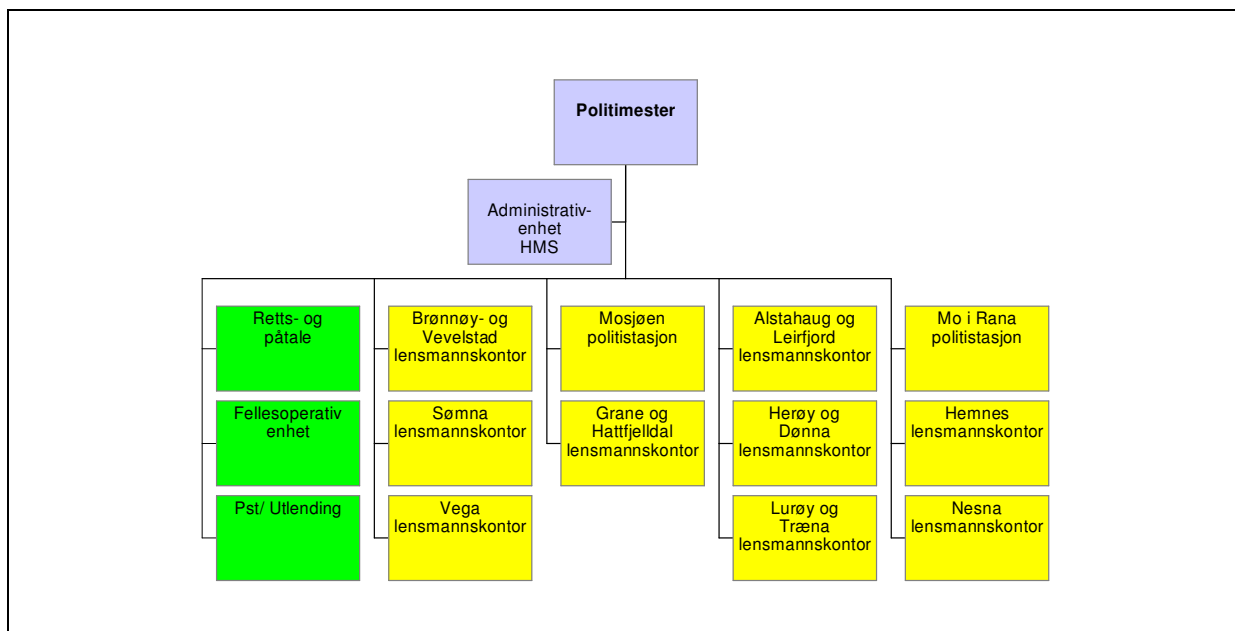 Politimester
Administrativ-
enhet
HMS
Retts- og
påtale
Fellesoperativ
enhet
Pst/ Utlending
Brønnøy- og
Vevelstad
lensmannskontor
Sømna
lensmannskontor
Vega
lensmannskontor
Mosjøen
politistasjon
Grane og
Hattfjelldal
lensmannskontor
Alstahaug og
Leirfjord
lensmannskontor
Herøy og
Dønna
lensmannskontor
Lurøy og
Træna
lensmannskontor
Mo i Rana
politistasjon
Hemnes
lensmannskontor
Nesna
lensmannskontor